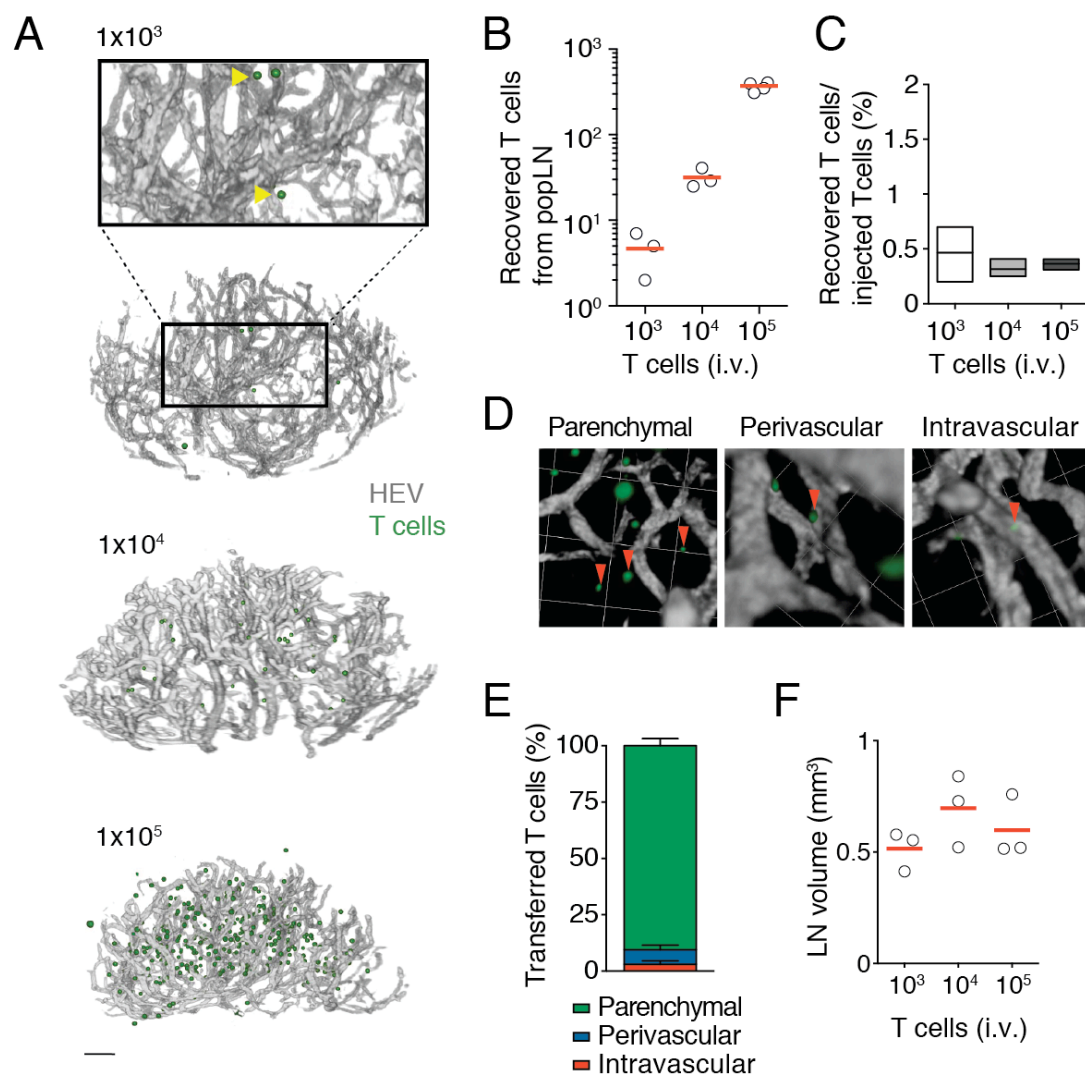 A
1x10³
HEV
T cells
1x10⁴
1x10⁵
B
Recovered T cells
from popLN
10³
10²
10¹
10⁰
10³ 10⁴ 10⁵
T cells (i.v.)
C
Recovered T cells/
injected Tcells (%)
2
1.5
1
0.5
0
10³ 10⁴ 10⁵
T cells (i.v.)
D
Parenchymal Perivascular Intravascular
E
Transferred T cells (%)
100
75
50
25
0
Parenchymal
Perivascular
Intravascular
F
LN volume (mm³)
1
0.5
0
10³ 10⁴ 10⁵
T cells (i.v.)